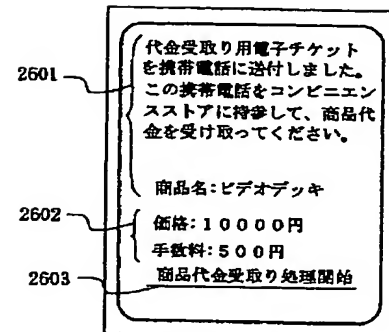 代金受取り用電子チケット
を携帯電話に送付しました。
この携帯電話をコンビニエン
スストアに持参して、商品代
金を受け取ってください。
2601
商品名：ビデオデッキ
2602
価格：１００００円
手数料：５００円
2603
商品代金受取り処理開始